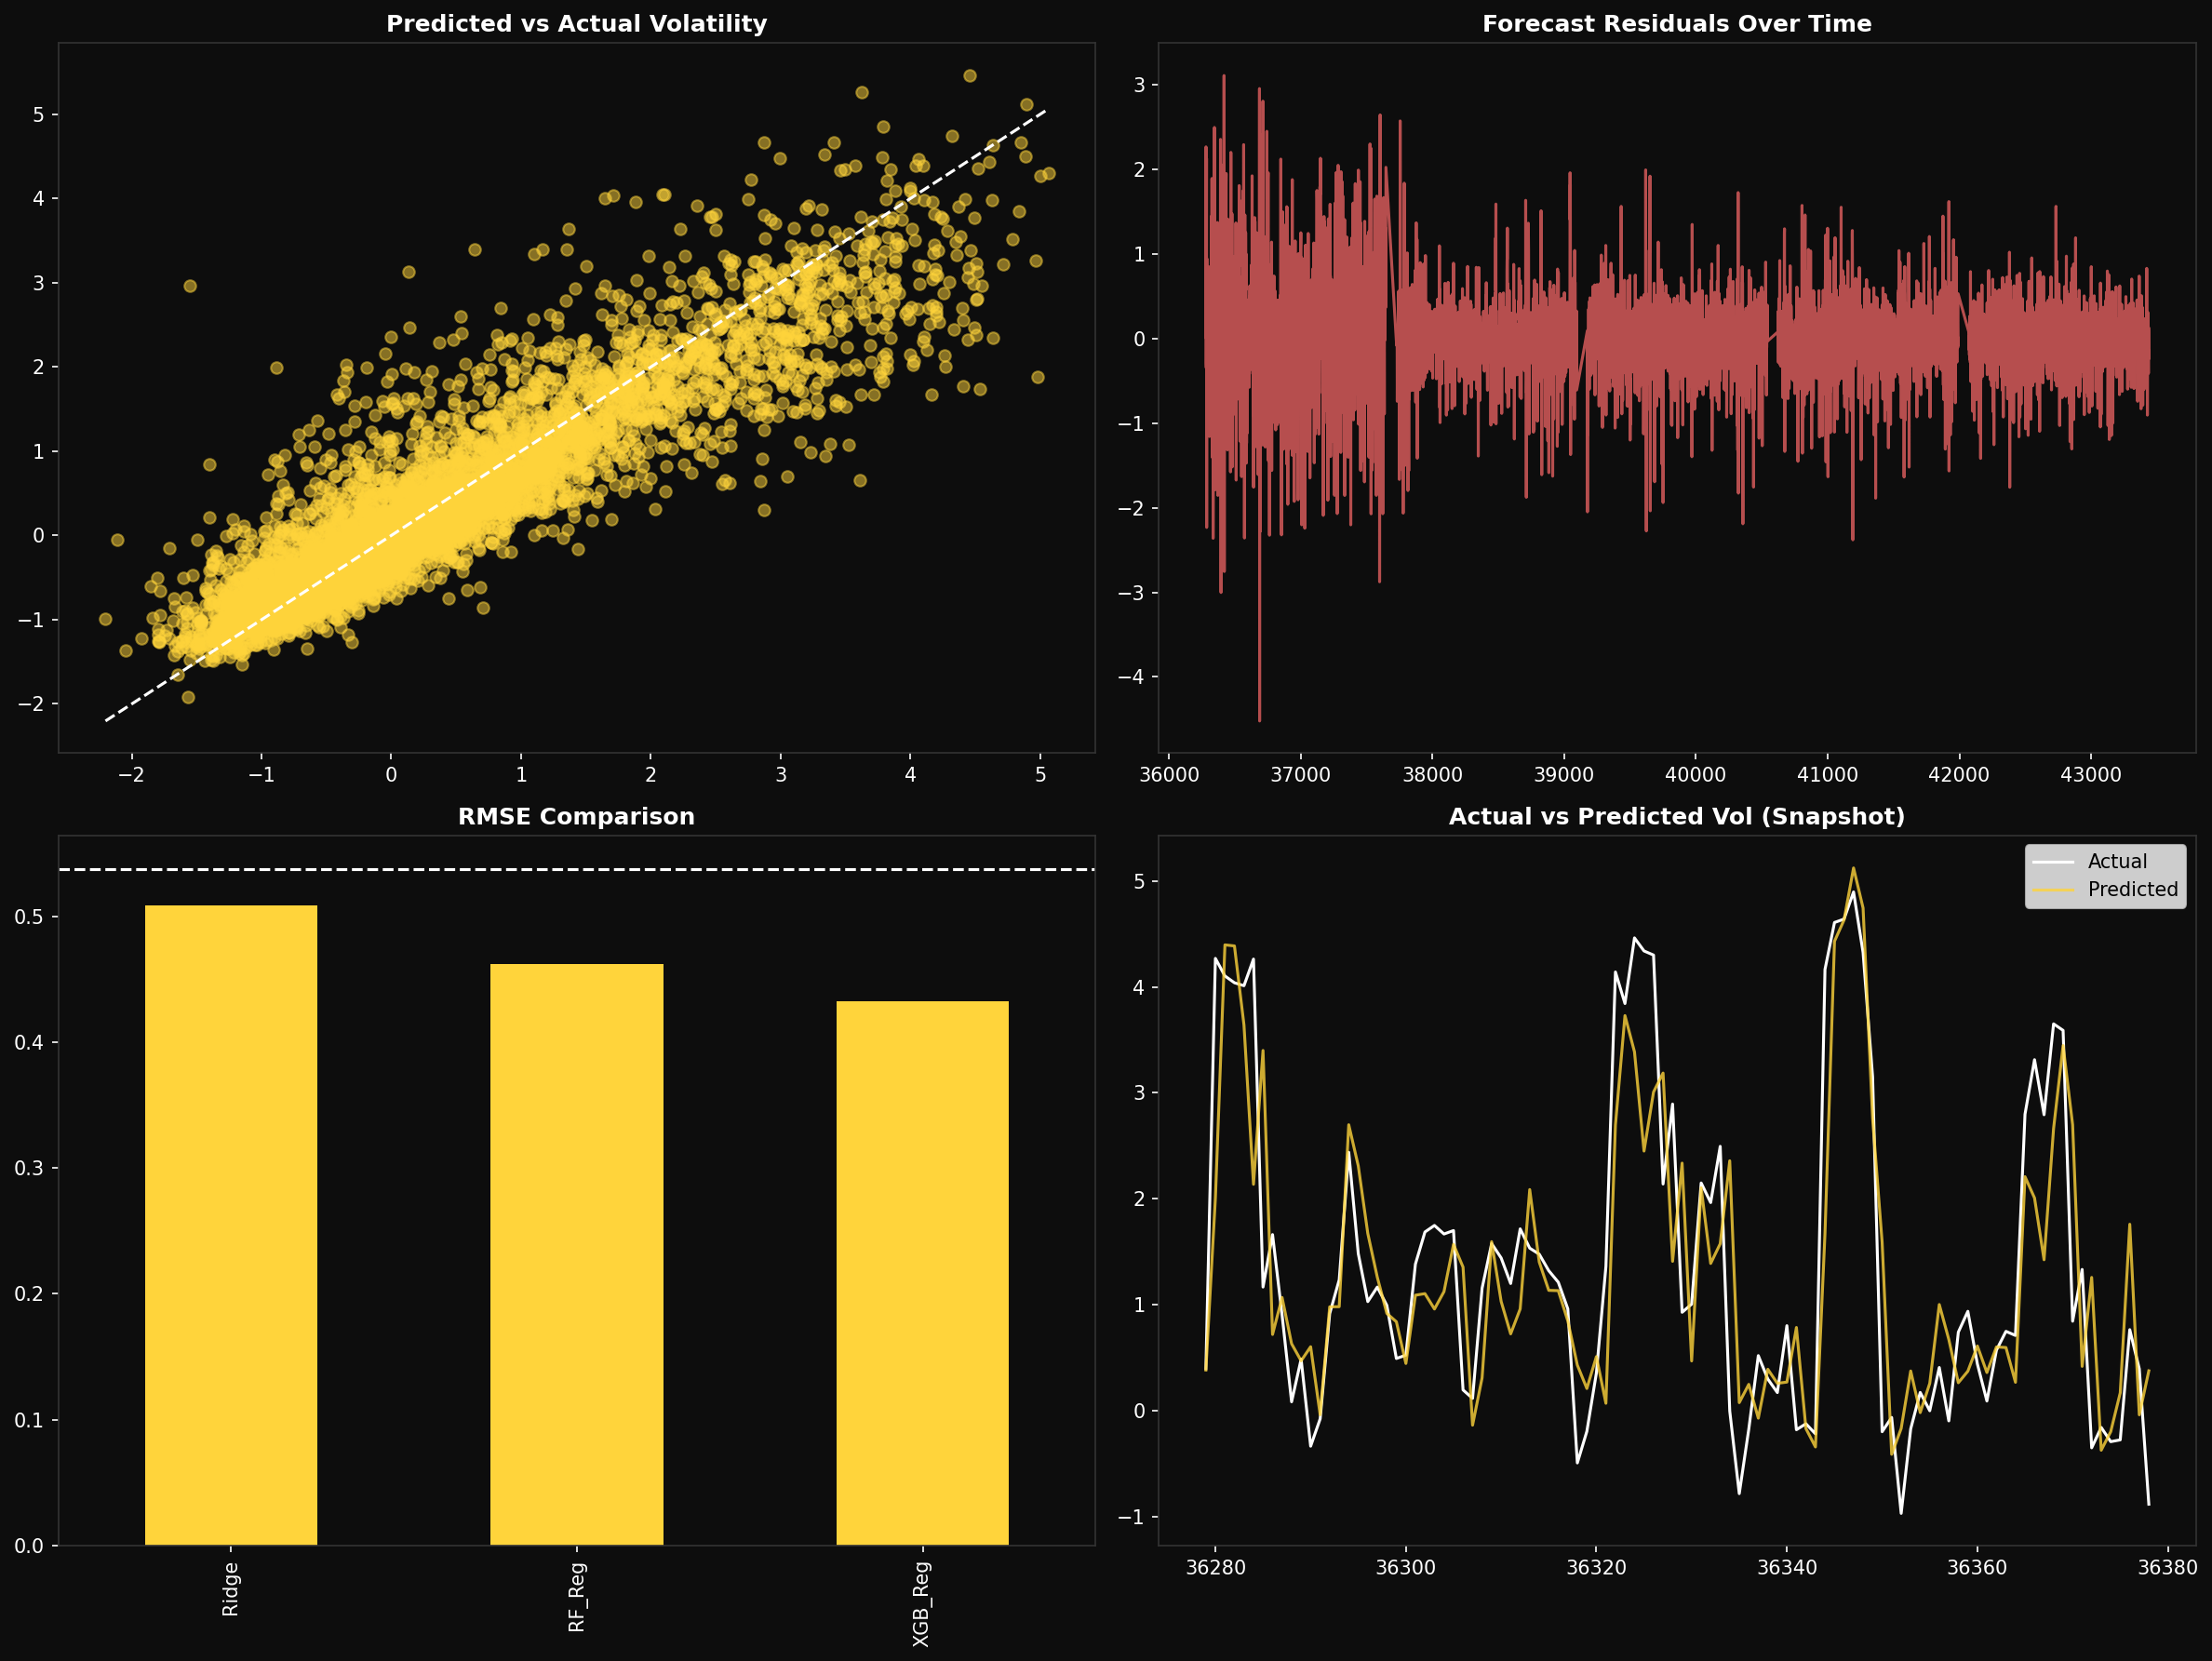 Predicted vs Actual Volatility
5
4
3
2
1
0
−1
−2
−2 −1 0 1 2 3 4 5
Forecast Residuals Over Time
3
2
1
0
−1
−2
−3
−4
36000 37000 38000 39000 40000 41000 42000 43000
RMSE Comparison
0.5
0.4
0.3
0.2
0.1
0.0
Ridge
RF_Reg
XGB_Reg
Actual vs Predicted Vol (Snapshot)
Actual
Predicted
5
4
3
2
1
0
−1
36280 36300 36320 36340 36360 36380